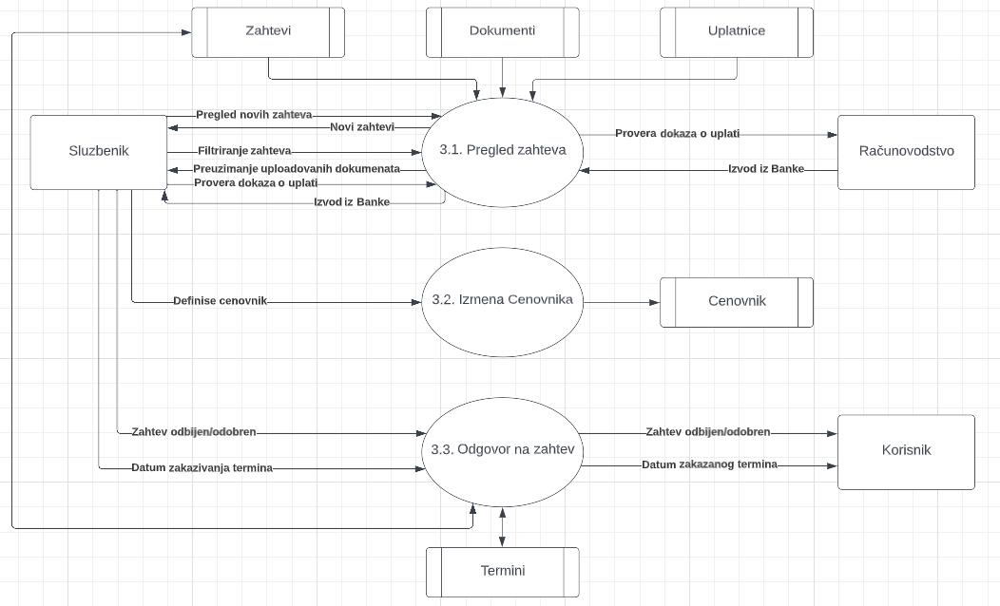 Zahtevi
Dokumenti
Uplatnice
Sluzbenik
Pregled novih zahteva
Novi zahtevi
Filtriranje zahteva
Preuzimanje uploadovanih dokumenata
Provera dokaza o uplati
Izvod iz Banke
3.1. Pregled zahteva
Provera dokaza o uplati
Izvod iz Banke
Računovodstvo
Definise cenovnik
3.2. Izmena Cenovnika
Cenovnik
Zahtev odbijen/odobren
Datum zakazivanja termina
3.3. Odgovor na zahtev
Zahtev odbijen/odobren
Datum zakazanog termina
Korisnik
Termini